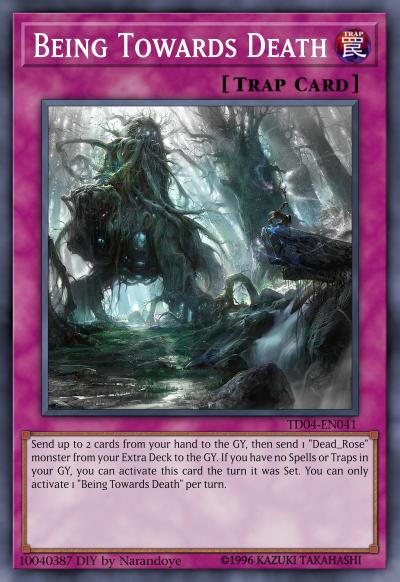 Being Towards Death
TRAP
罠
[Trap Card]
TD04-EN041
Send up to 2 cards from your hand to the GY, then send 1 "Dead_Rose"
monster from your Extra Deck to the GY. If you have no Spells or Traps in
your GY, you can activate this card the turn it was Set. You can only
activate 1 "Being Towards Death" per turn.
10040387 DIY by Narandoye
©1996 KAZUKI TAKAHASHI